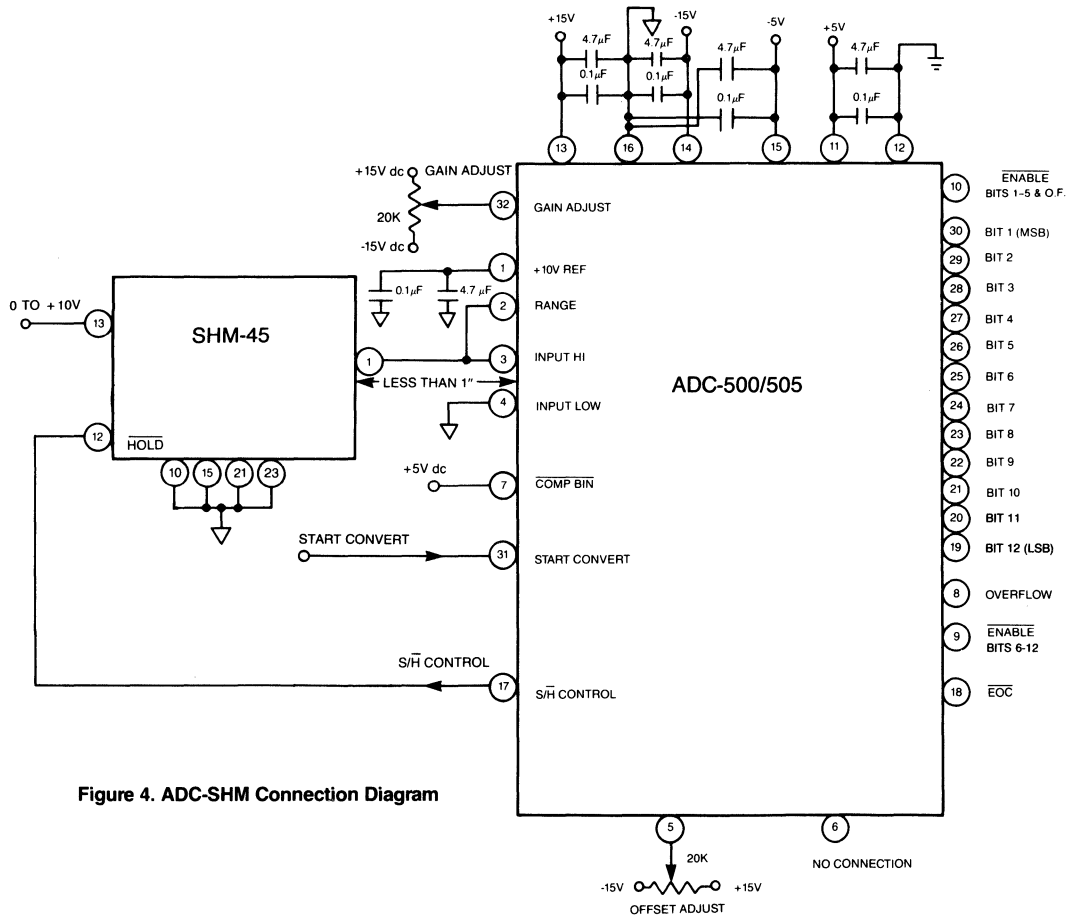 +15V
-15V
-5V
+5V
4.7µF
4.7µF
4.7µF
4.7µF
0.1µF
0.1µF
0.1µF
0.1µF
13
16
14
15
11
12
+15V dc
GAIN ADJUST
20K
-15V dc
32
GAIN ADJUST
10
ENABLE
BITS 1-5 & O.F.
30
BIT 1 (MSB)
29
BIT 2
28
BIT 3
27
BIT 4
26
BIT 5
25
BIT 6
24
BIT 7
23
BIT 8
22
BIT 9
21
BIT 10
20
BIT 11
19
BIT 12 (LSB)
8
OVERFLOW
9
ENABLE
BITS 6-12
18
EOC
1
+10V REF
0.1µF
4.7µF
2
RANGE
0 TO +10V
13
SHM-45
1
3
INPUT HI
LESS THAN 1"
ADC-500/505
4
INPUT LOW
12
HOLD
10
15
21
23
+5V dc
7
COMP BIN
START CONVERT
31
START CONVERT
S/H CONTROL
17
S/H CONTROL
Figure 4. ADC-SHM Connection Diagram
5
6
20K
NO CONNECTION
-15V
+15V
OFFSET ADJUST